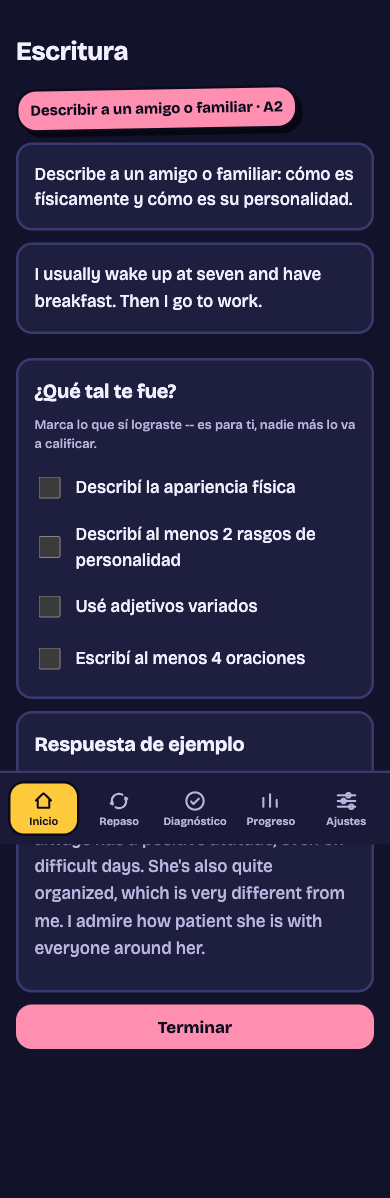 Escritura
Describir a un amigo o familiar · A2
Describe a un amigo o familiar: cómo es
físicamente y cómo es su personalidad.
I usually wake up at seven and have
breakfast. Then I go to work.
¿Qué tal te fue?
Marca lo que sí lograste -- es para ti, nadie más lo va
a calificar.
Describí la apariencia física
Describí al menos 2 rasgos de
personalidad
Usé adjetivos variados
Escribí al menos 4 oraciones
Respuesta de ejemplo
Inicio
Repaso
Diagnóstico
Progreso
Ajustes
difficult days. She's also quite
organized, which is very different from
me. I admire how patient she is with
everyone around her.
Terminar